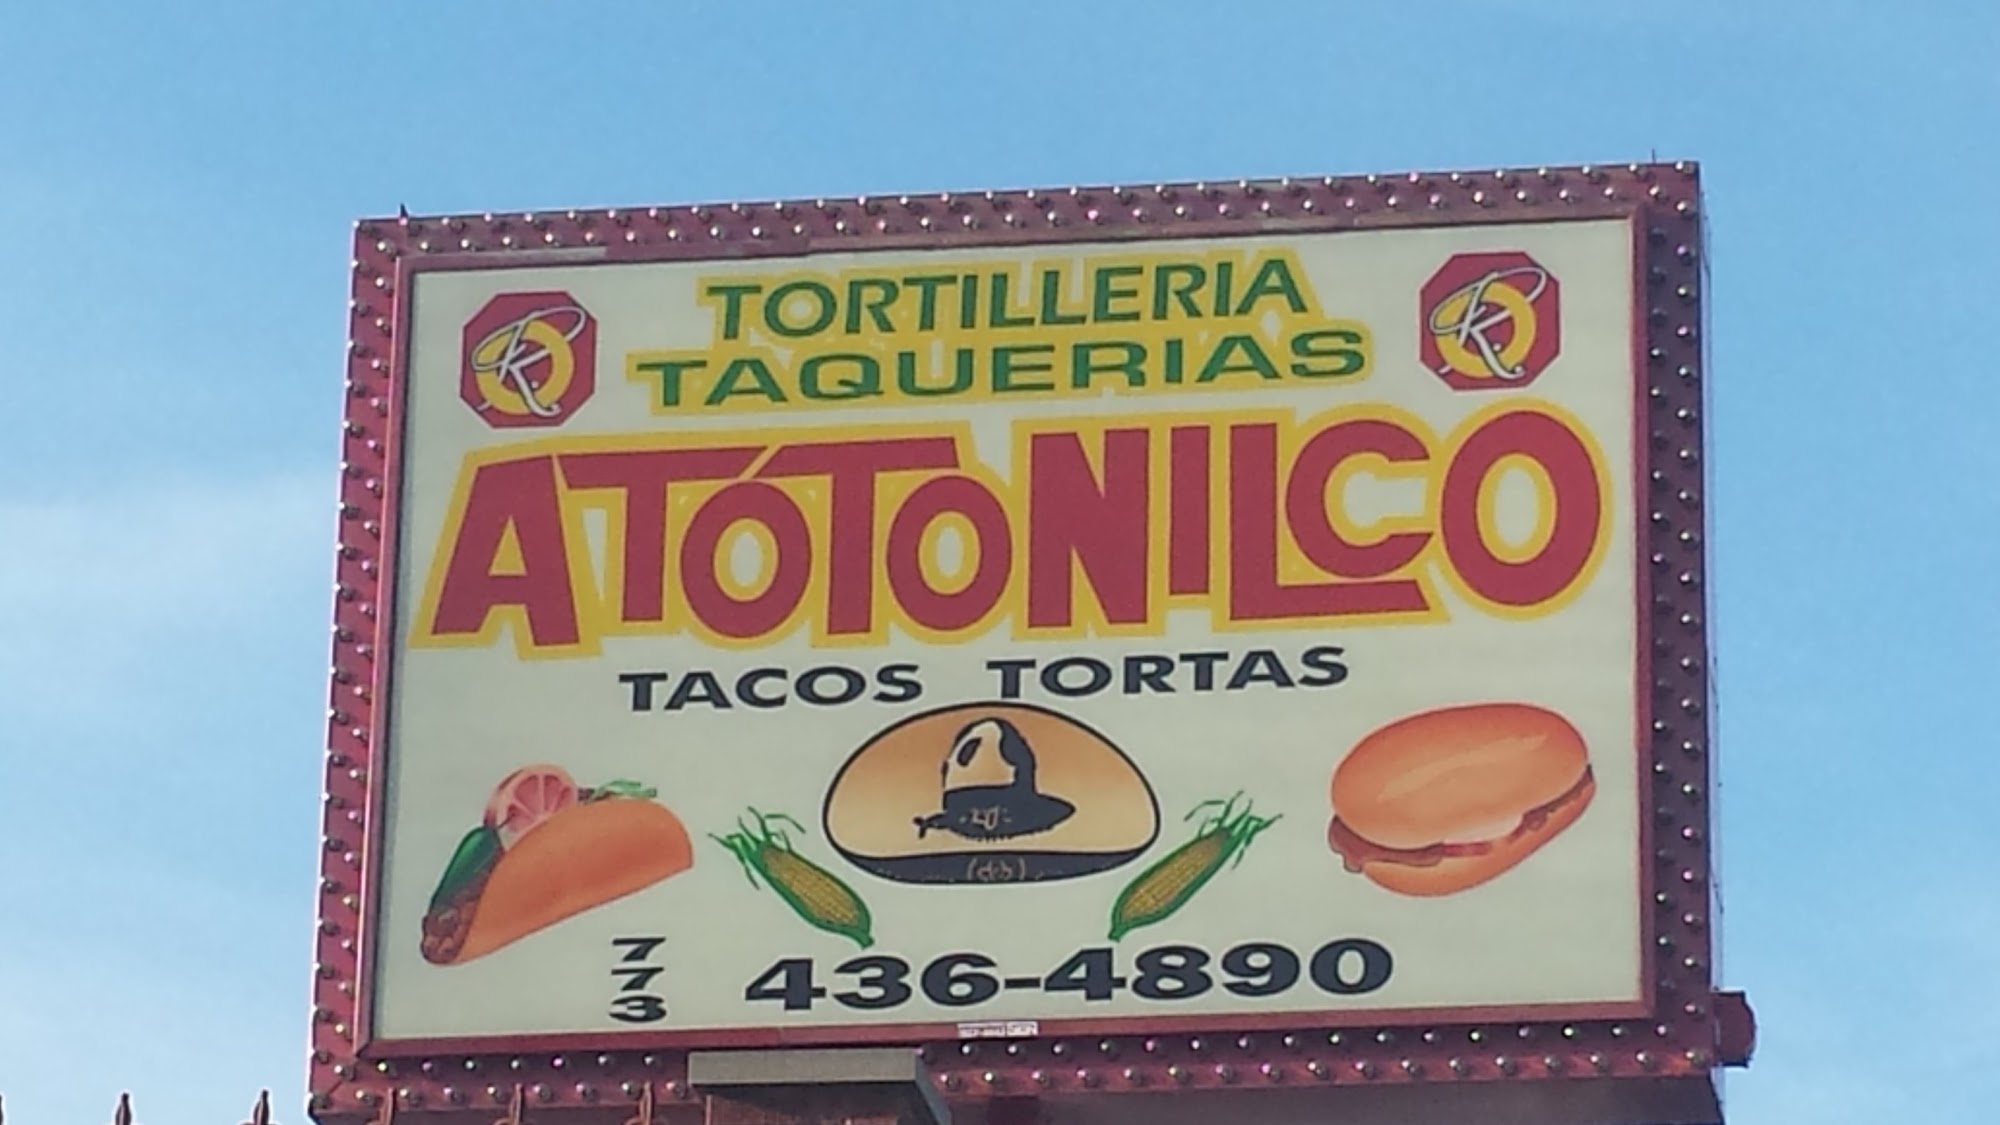 TORTILLERIA
TAQUERIAS
ATÓTONILCO
TACOS TORTAS
773 436-4890